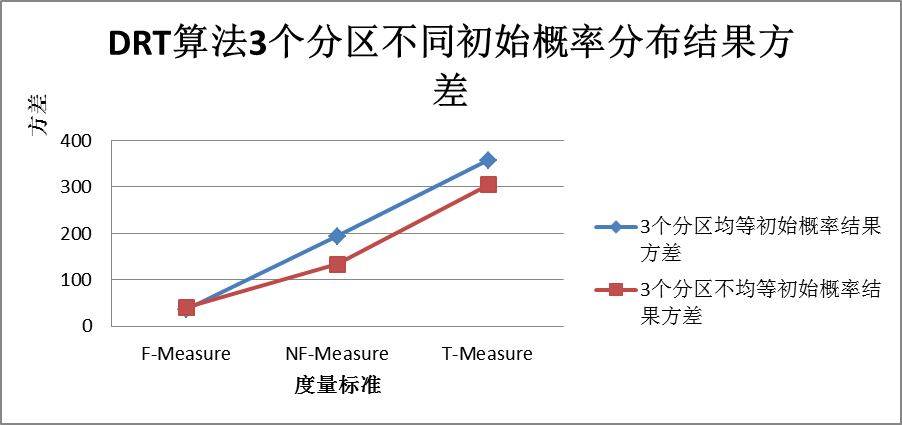 DRT算法3个分区不同初始概率分布结果方
差
方差
400
300
200
100
0
F-Measure NF-Measure T-Measure
度量标准
3个分区均等初始概率结果
方差
3个分区不均等初始概率结
果方差